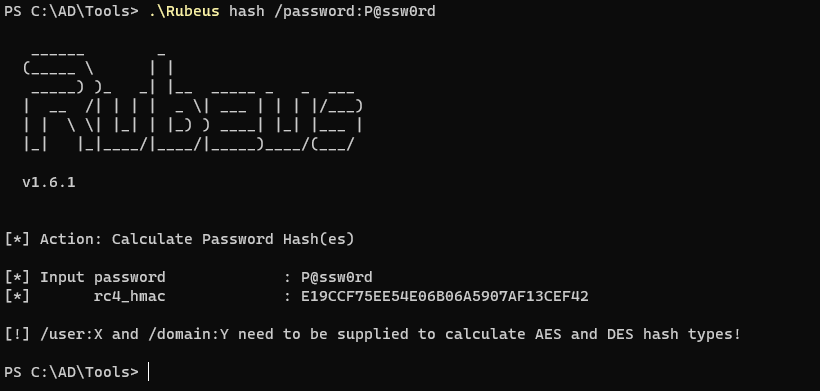 PS C:\AD\Tools> .\Rubeus hash /password:P@ssw0rd
   ______        _
  (_____ \      | |
   _____) )_   _| |__  _____ _   _  ___
  |  __  /| | | |  _ \| ___ | | | |/___)
  | |  \ \| |_| | |_) ) ____| |_| |___ |
  |_|   |_|____/|____/|_____)____/(___/
v1.6.1
[*] Action: Calculate Password Hash(es)
[*] Input password             : P@ssw0rd
[*]       rc4_hmac             : E19CCF75EE54E06B06A5907AF13CEF42
[!] /user:X and /domain:Y need to be supplied to calculate AES and DES hash types!
PS C:\AD\Tools>